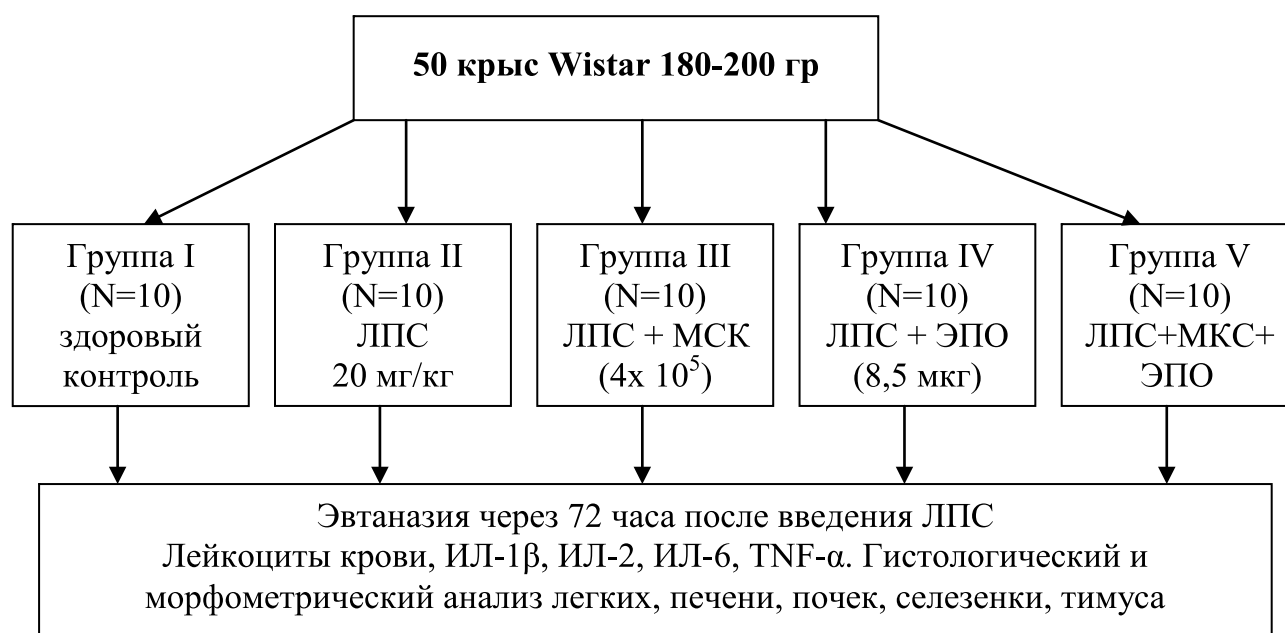 50 крыс Wistar 180-200 гр
Группа I
(N=10)
здоровый
контроль
Группа II
(N=10)
ЛПС
20 мг/кг
Группа III
(N=10)
ЛПС + МСК
(4х 10⁵)
Группа IV
(N=10)
ЛПС + ЭПО
(8,5 мкг)
Группа V
(N=10)
ЛПС+МКС+
ЭПО
Эвтаназия через 72 часа после введения ЛПС
Лейкоциты крови, ИЛ-1β, ИЛ-2, ИЛ-6, TNF-α. Гистологический и
морфометрический анализ легких, печени, почек, селезенки, тимуса